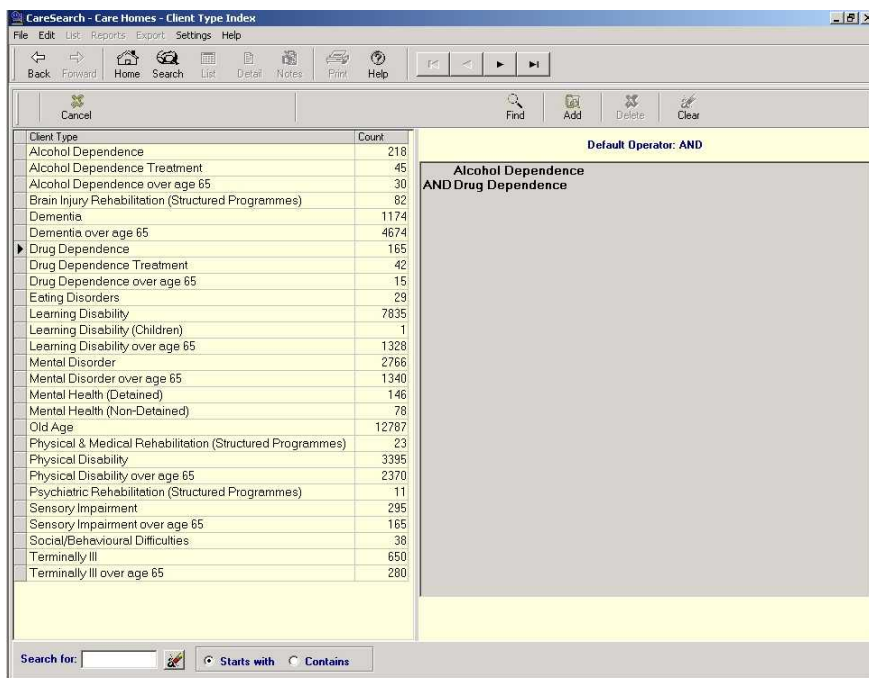 CareSearch - Care Homes - Client Type Index
File Edit List Reports Export Settings Help
Back Forward Home Search List Detail Notes Print Help
Cancel Find Add Delete Clear
Client Type Count
Default Operator: AND
Alcohol Dependence 218
Alcohol Dependence Treatment 45
Alcohol Dependence over age 65 30
Brain Injury Rehabilitation (Structured Programmes) 82
Dementia 1174
Dementia over age 65 4674
Drug Dependence 165
Drug Dependence Treatment 42
Drug Dependence over age 65 15
Eating Disorders 29
Learning Disability 7835
Learning Disability (Children) 1
Learning Disability over age 65 1328
Mental Disorder 2766
Mental Disorder over age 65 1340
Mental Health (Detained) 146
Mental Health (Non-Detained) 78
Old Age 12787
Physical & Medical Rehabilitation (Structured Programmes) 23
Physical Disability 3395
Physical Disability over age 65 2370
Psychiatric Rehabilitation (Structured Programmes) 11
Sensory Impairment 295
Sensory Impairment over age 65 165
Social/Behavioural Difficulties 38
Terminally Ill 650
Terminally Ill over age 65 280
Alcohol Dependence
AND Drug Dependence
Search for: Starts with Contains